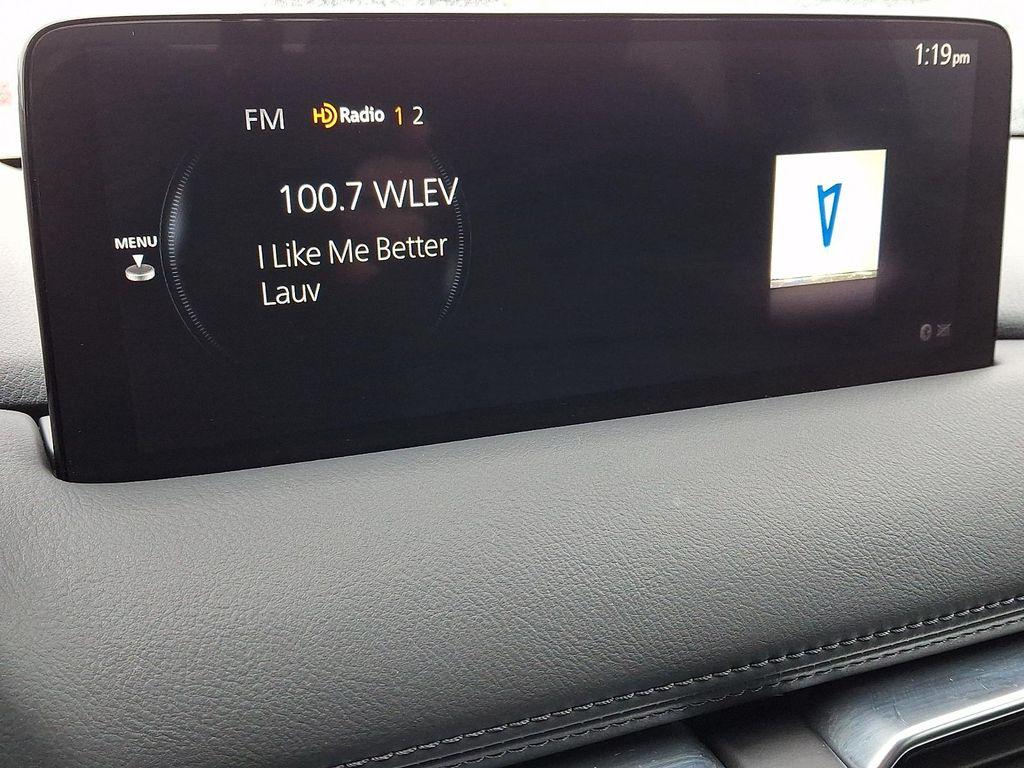 1:19pm
FM HD Radio 1 2
100.7 WLEV
MENU
I Like Me Better
Lauv